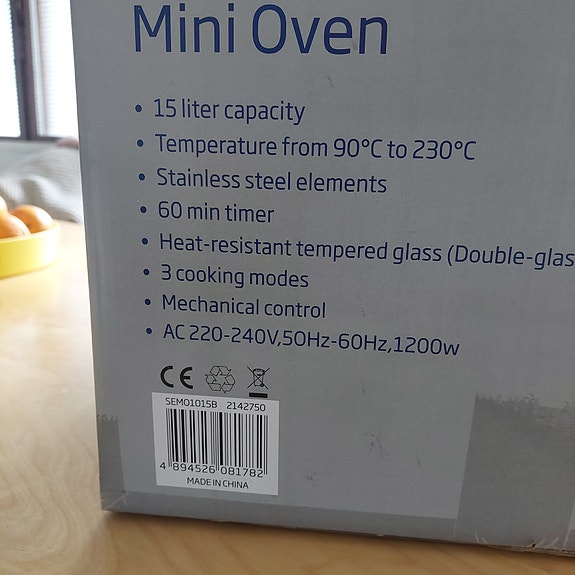 Mini Oven
• 15 liter capacity
• Temperature from 90°C to 230°C
• Stainless steel elements
• 60 min timer
• Heat-resistant tempered glass (Double-glas
• 3 cooking modes
• Mechanical control
• AC 220-240V,50Hz-60Hz,1200w
CE
SEMO1015B 2142750
4 894526 081782
MADE IN CHINA